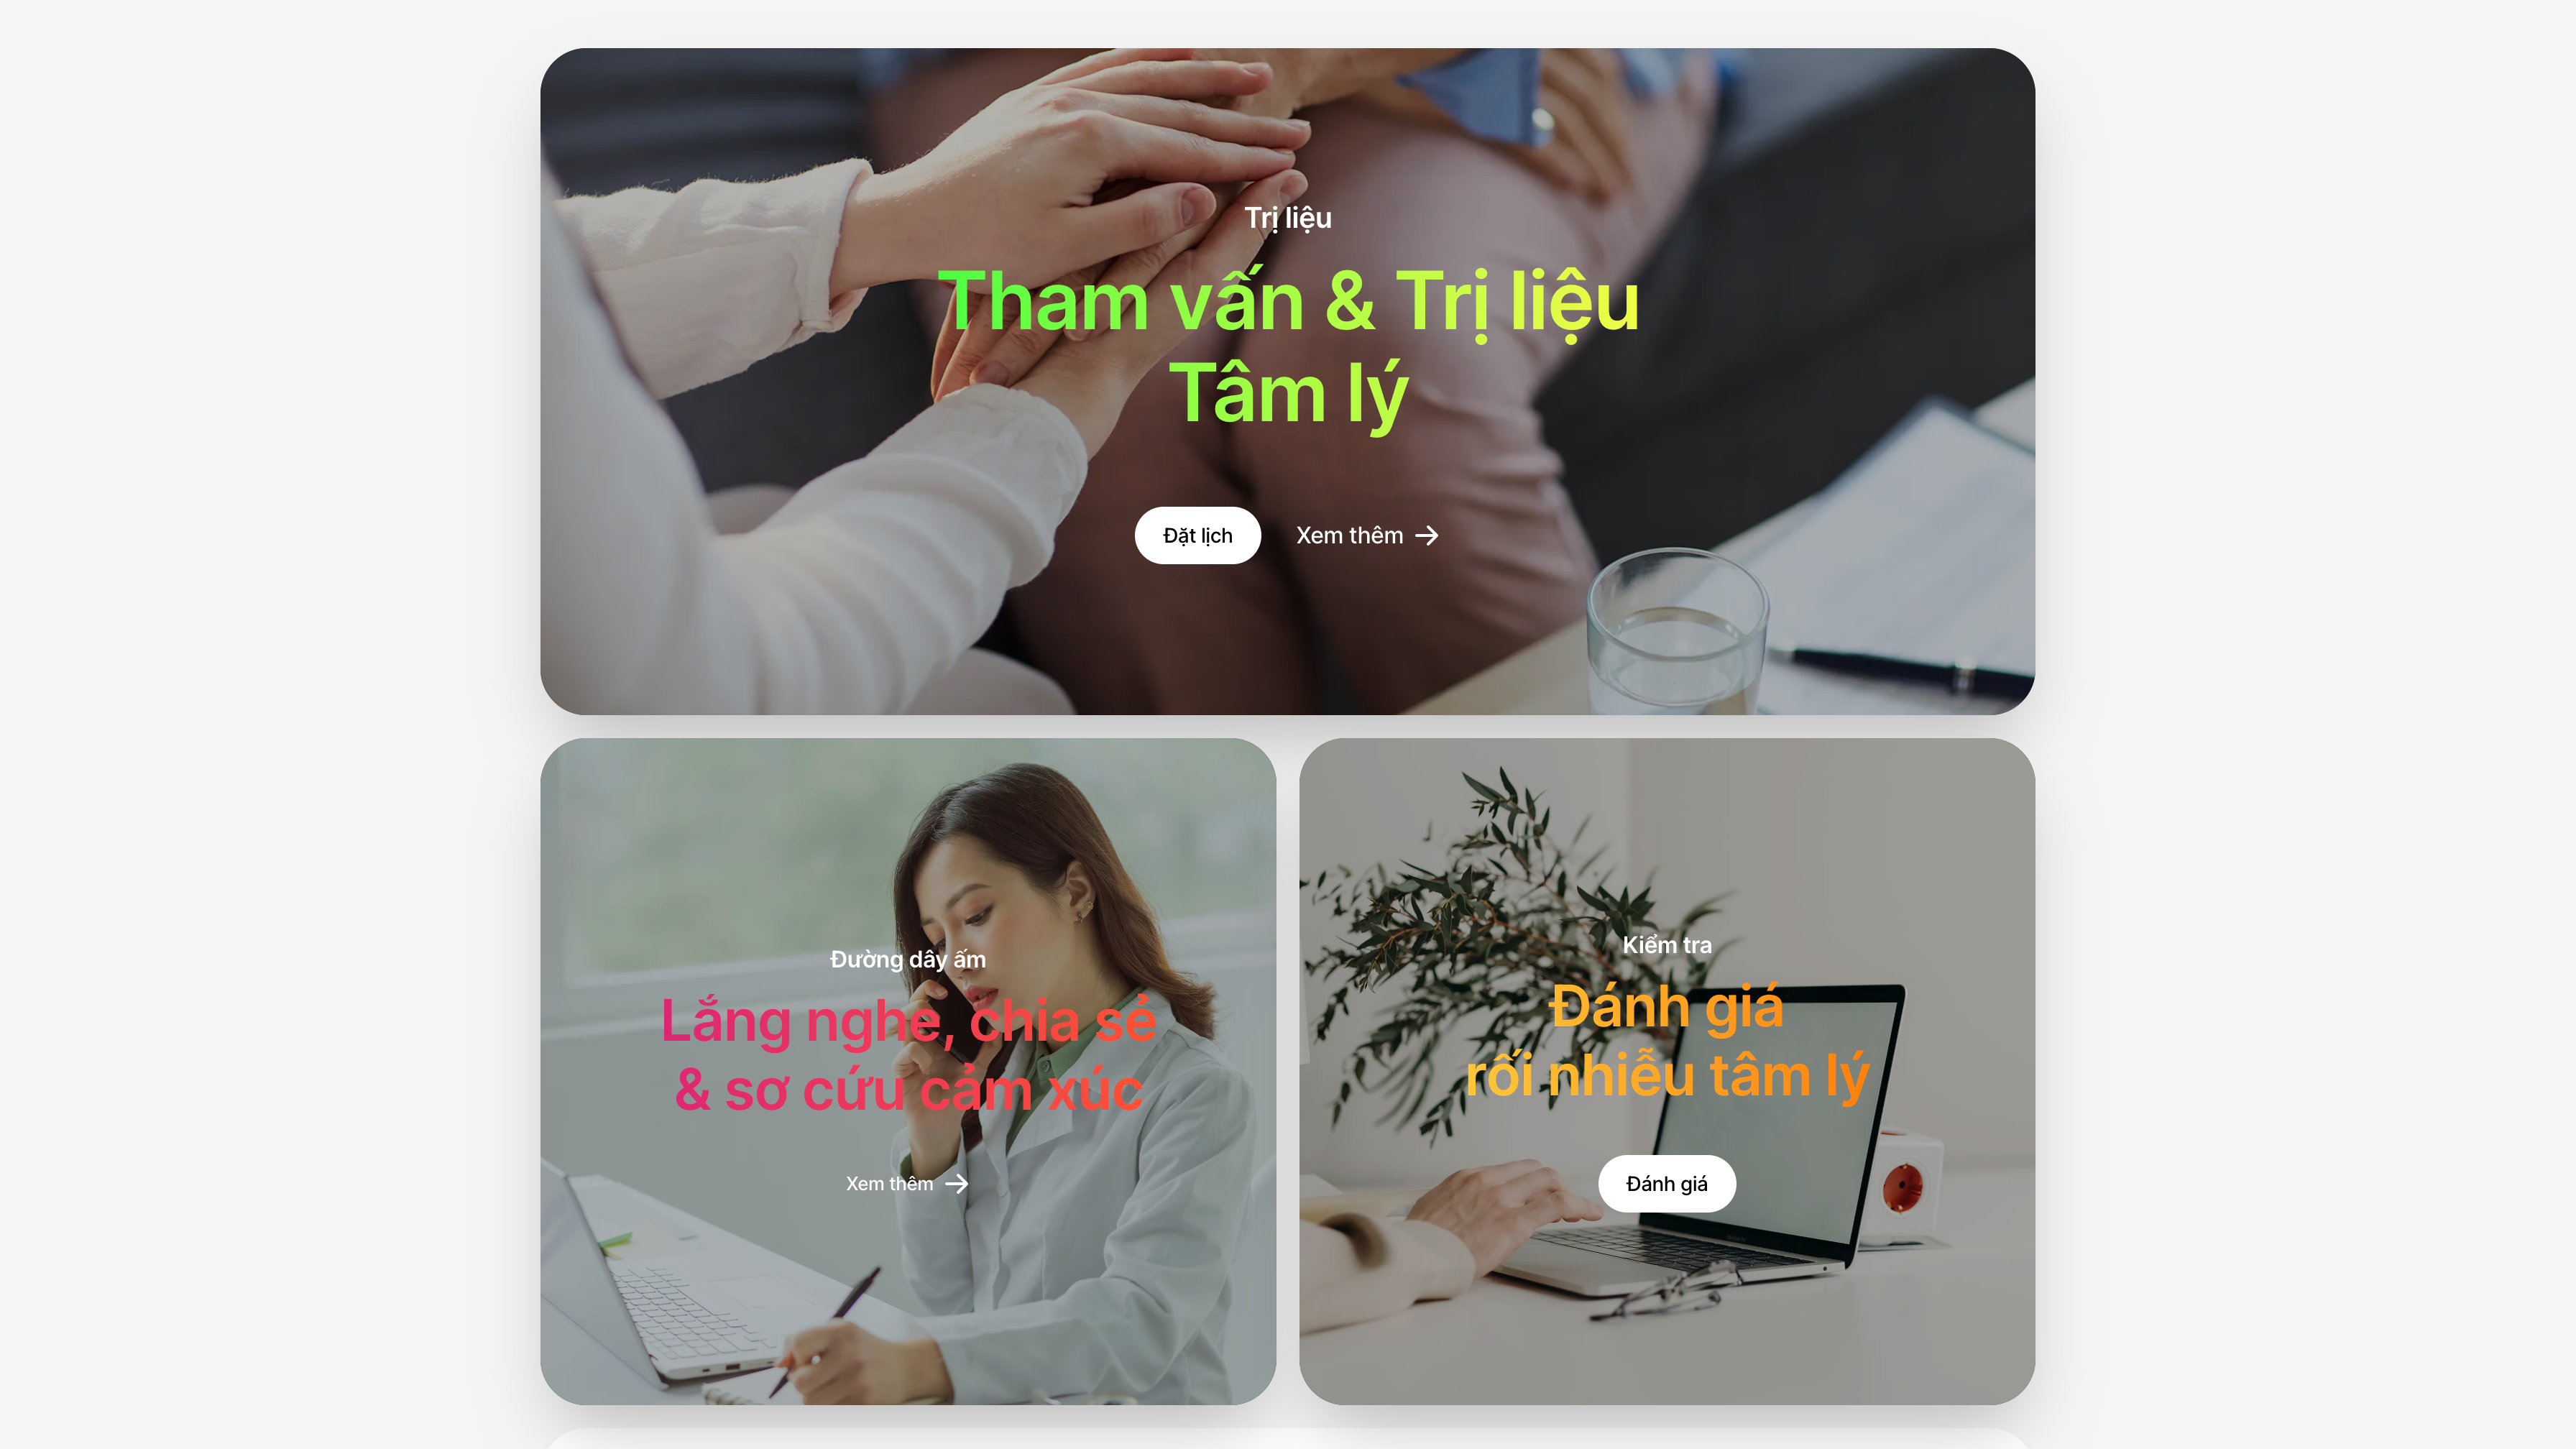 Trị liệu
Tham vấn & Trị liệu
Tâm lý
Đặt lịch
Xem thêm
Đường dây ấm
Lắng nghe, chia sẻ
& sơ cứu cảm xúc
Xem thêm
Kiểm tra
Đánh giá
rối nhiễu tâm lý
Đánh giá